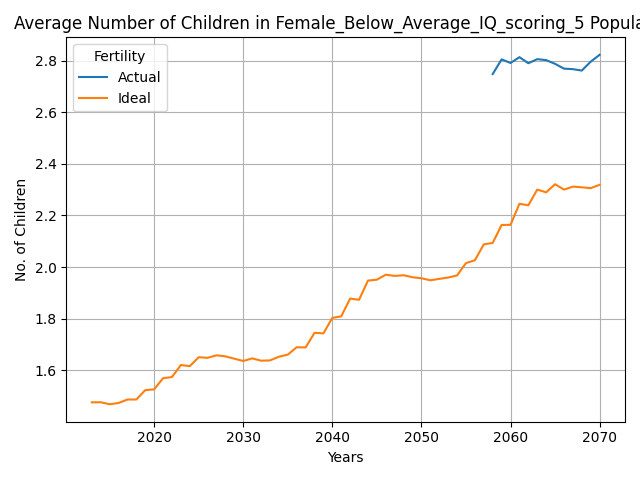 Average Number of Children in Female_Below_Average_IQ_scoring_5 Popula
Fertility
Actual
Ideal
No. of Children
2.8
2.6
2.4
2.2
2.0
1.8
1.6
2020 2030 2040 2050 2060 2070
Years